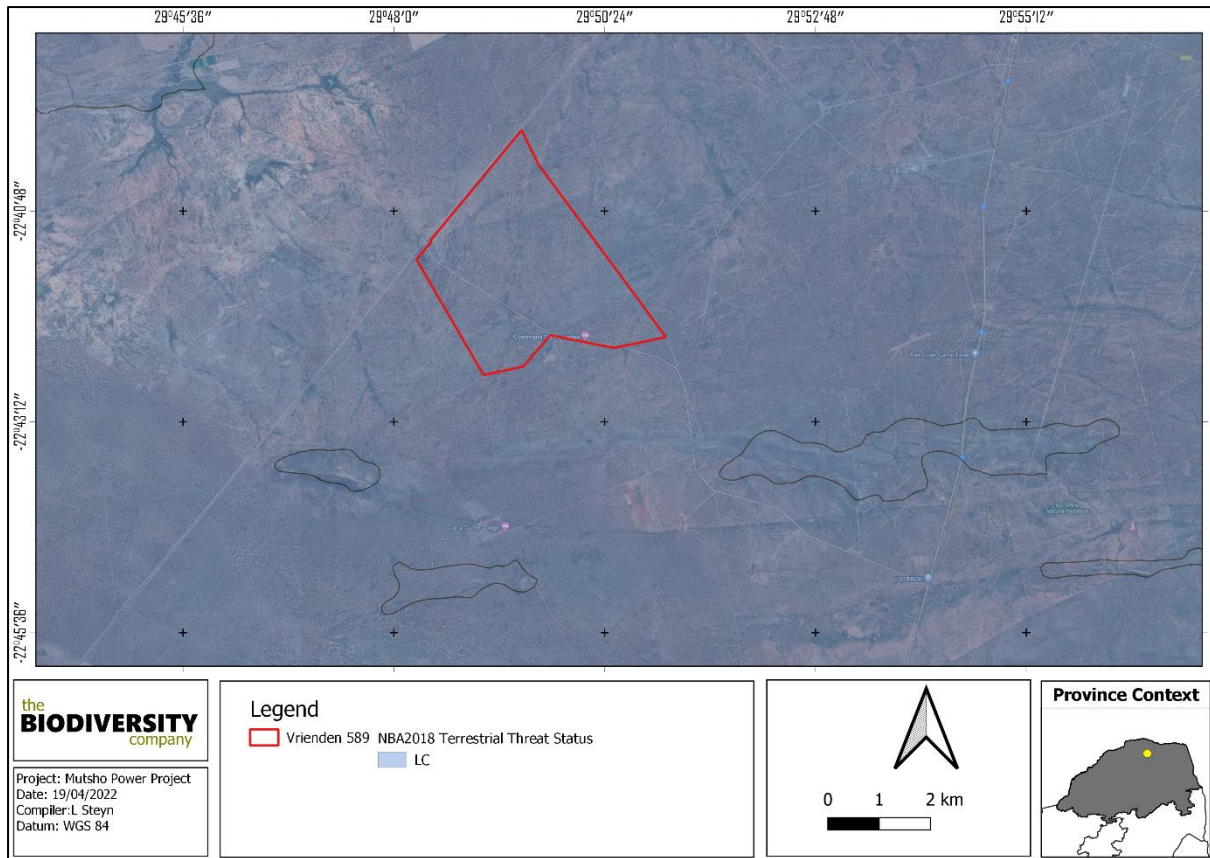 29°45′36″ 29°48′0″ 29°50′24″ 29°52′48″ 29°55′12″
-22°40′48″
-22°43′12″
-22°45′36″
the
BIODIVERSITY
company
Project: Mutsho Power Project
Date: 19/04/2022
Compiler:L Steyn
Datum: WGS 84
Legend
Vrienden 589 NBA2018 Terrestrial Threat Status
LC
0 1 2 km
Province Context